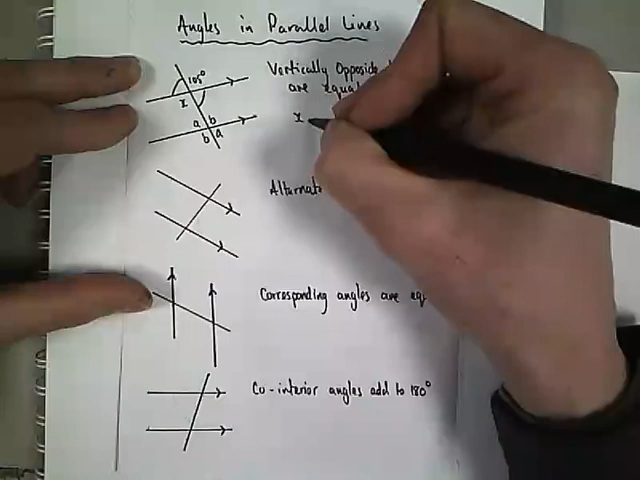 Angles in Parallel Lines
105°
Vertically Opposite
are equal
x
x
a b
b a
Corresponding angles are eq
Co-interior angles add to 180°